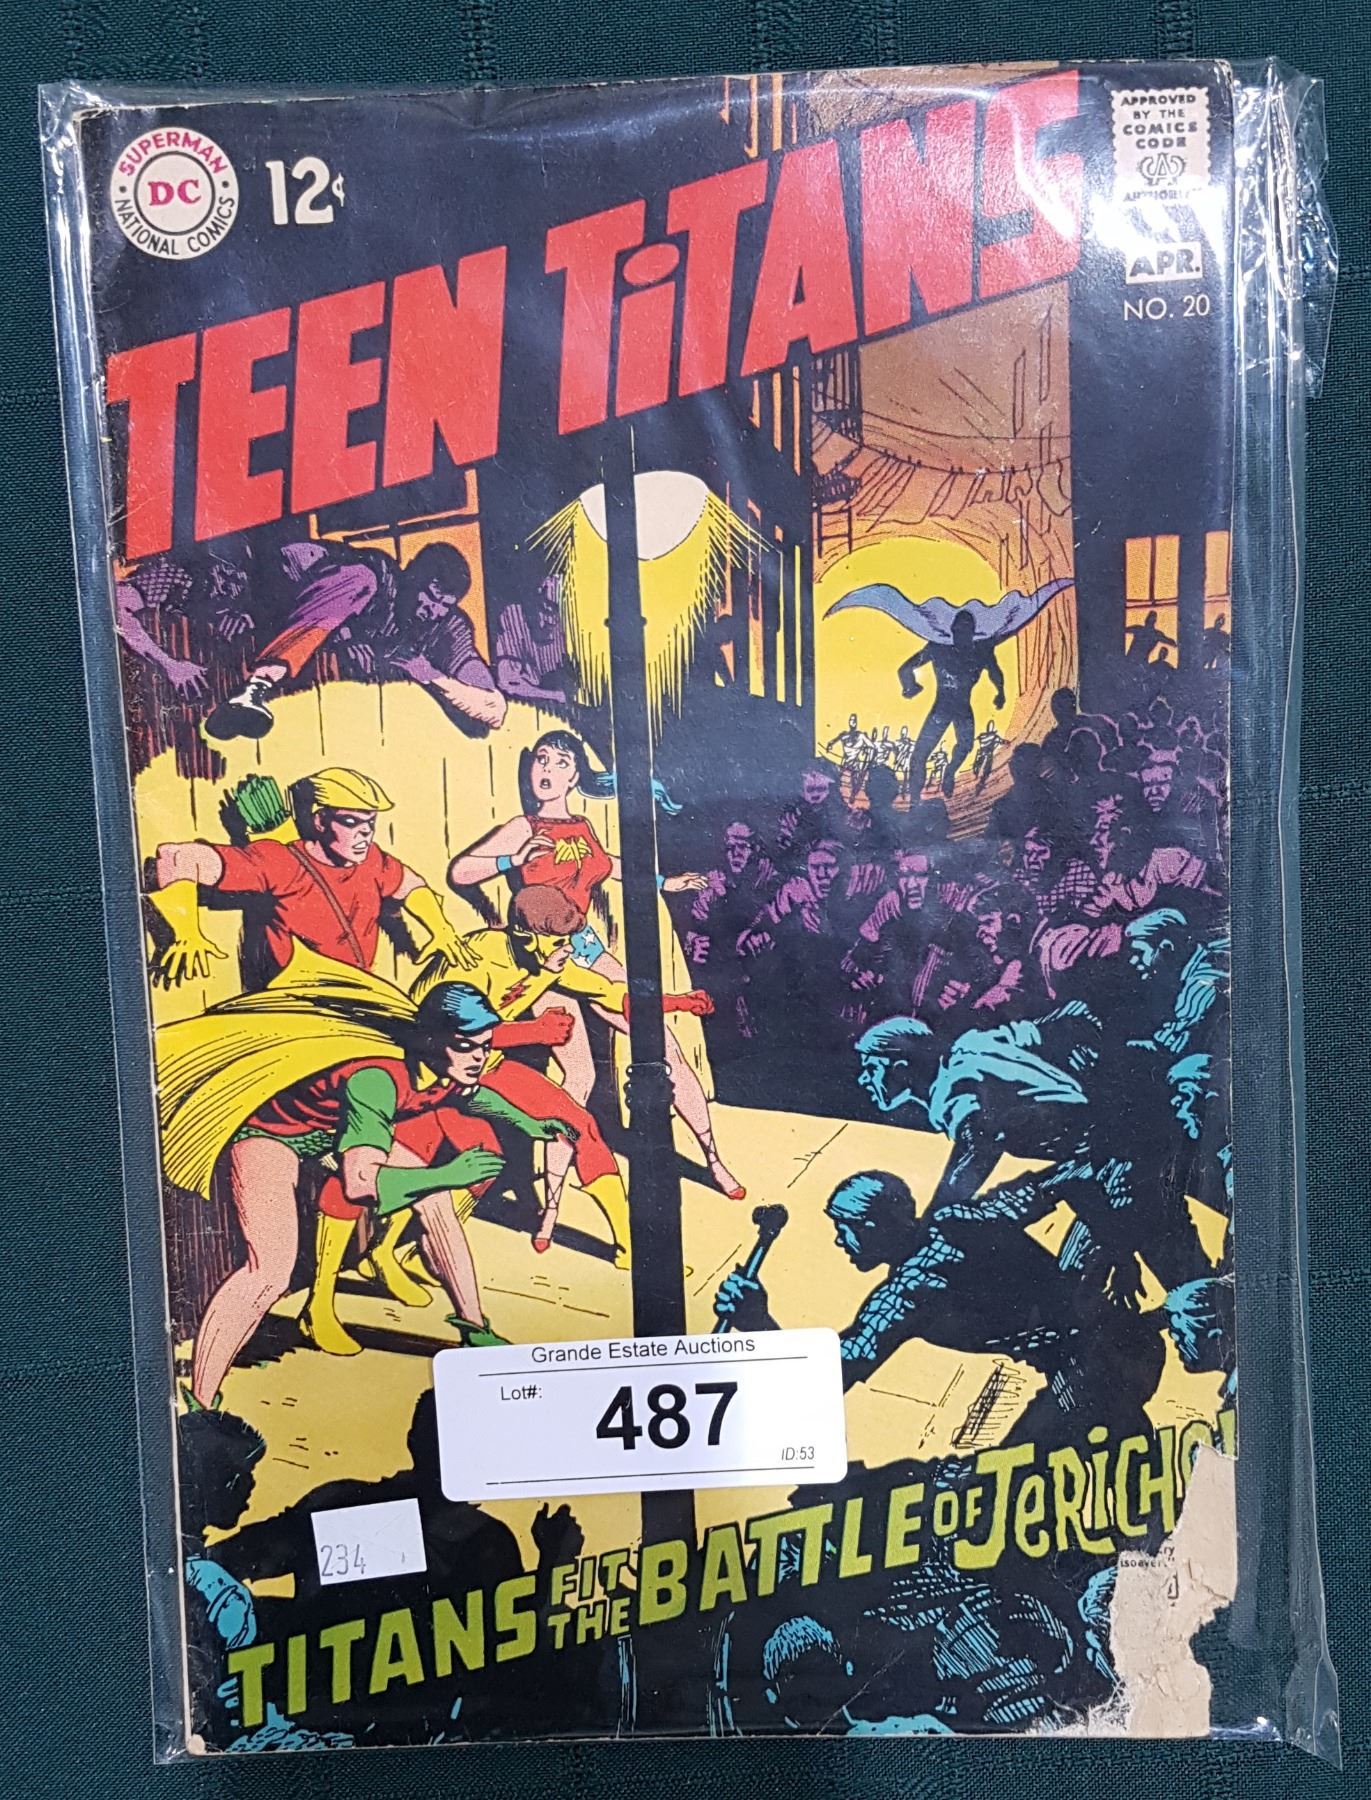 SUPERMAN
DC
NATIONAL COMICS
12¢
APPROVED
BY THE
COMICS
CODE
AUTHORITY
APR.
NO. 20
TEEN TiTANS
Grande Estate Auctions
Lot#:
487
ID:53
234
TITANS FIT THE BATTLE OF JERICHO!